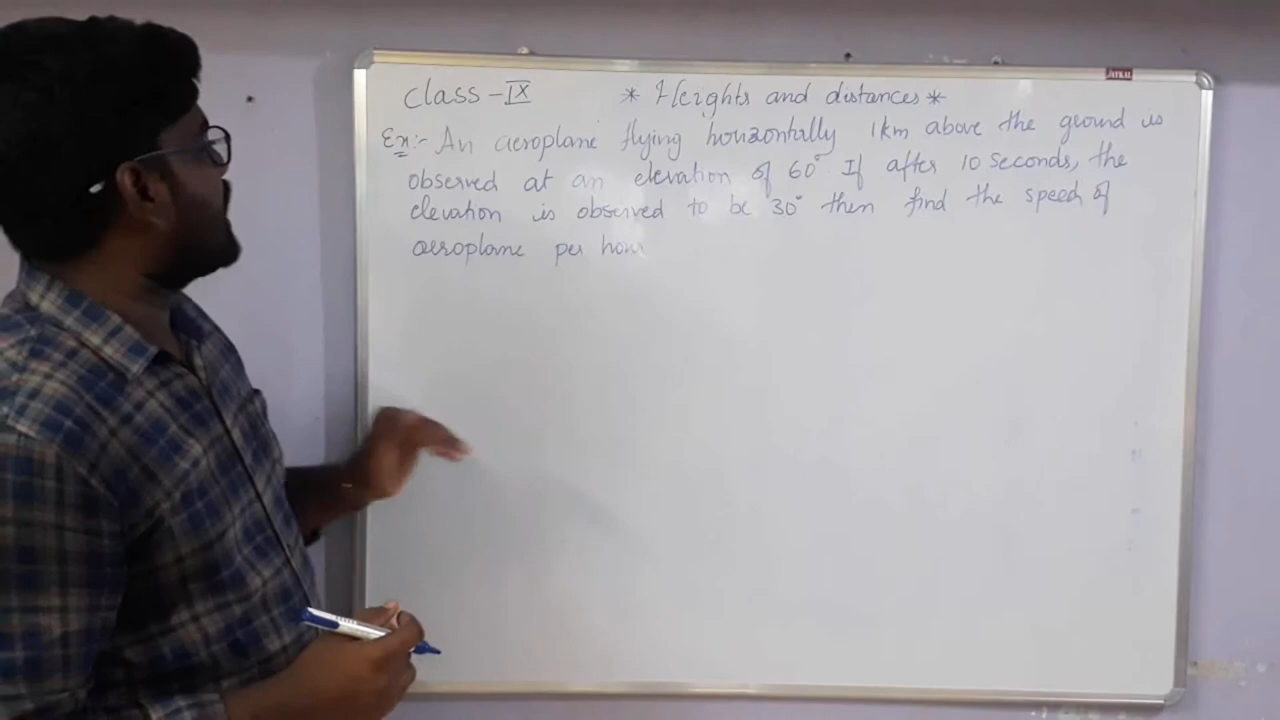 Class - IX * Heights and distances *
Ex:- An aeroplane flying horizontally 1km above the ground is
observed at an elevation of 60°. If after 10 seconds, the
elevation is observed to be 30° then find the speed of
aeroplane per hour